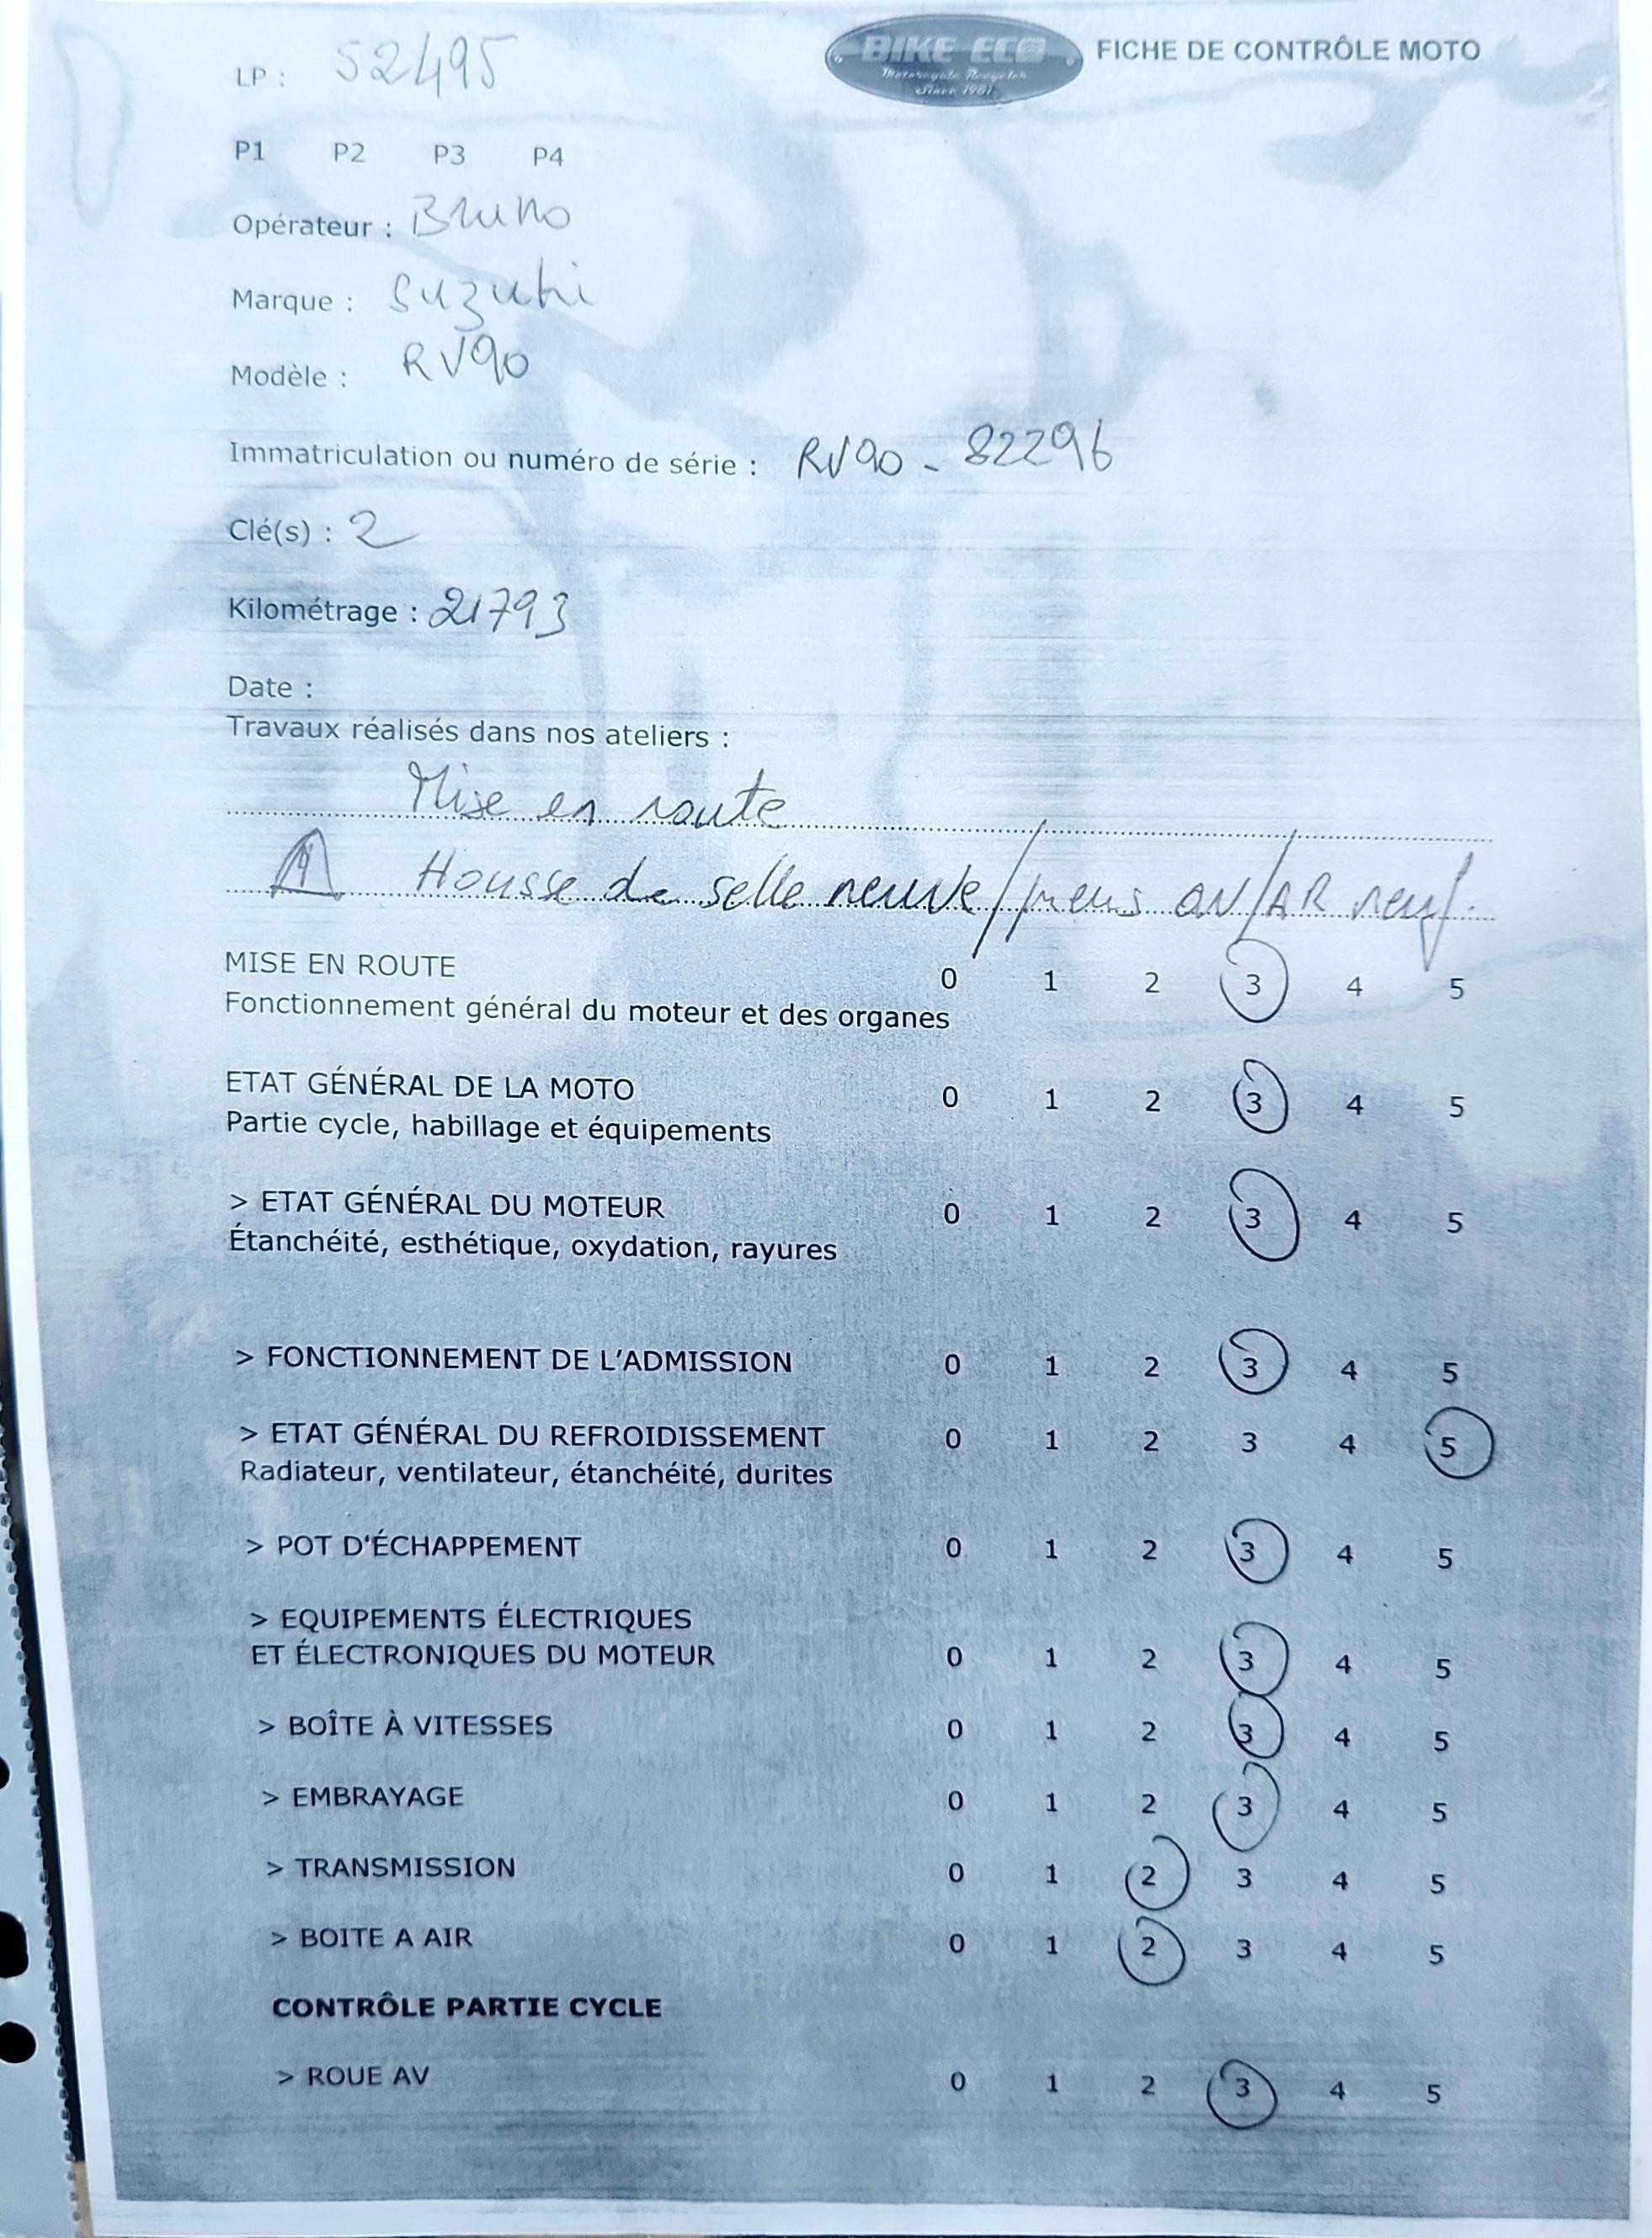 LP : 52495
BIKE ECO
Motorcycle Recycler
Since 1981
FICHE DE CONTRÔLE MOTO
P1 P2 P3 P4
Opérateur : Bruno
Marque : Suzuki
Modèle : RV90
Immatriculation ou numéro de série : RV90 - 82296
Clé(s) : 2
Kilométrage : 21793
Date :
Travaux réalisés dans nos ateliers :
Mise en route
Housse de selle neuve / pneus AV/AR neuf.
MISE EN ROUTE 0 1 2 3 4 5
Fonctionnement général du moteur et des organes
ETAT GÉNÉRAL DE LA MOTO 0 1 2 3 4 5
Partie cycle, habillage et équipements
> ETAT GÉNÉRAL DU MOTEUR 0 1 2 3 4 5
Étanchéité, esthétique, oxydation, rayures
> FONCTIONNEMENT DE L'ADMISSION 0 1 2 3 4 5
> ETAT GÉNÉRAL DU REFROIDISSEMENT 0 1 2 3 4 5
Radiateur, ventilateur, étanchéité, durites
> POT D'ÉCHAPPEMENT 0 1 2 3 4 5
> EQUIPEMENTS ÉLECTRIQUES
ET ÉLECTRONIQUES DU MOTEUR 0 1 2 3 4 5
> BOÎTE À VITESSES 0 1 2 3 4 5
> EMBRAYAGE 0 1 2 3 4 5
> TRANSMISSION 0 1 2 3 4 5
> BOITE A AIR 0 1 2 3 4 5
CONTRÔLE PARTIE CYCLE
> ROUE AV 0 1 2 3 4 5